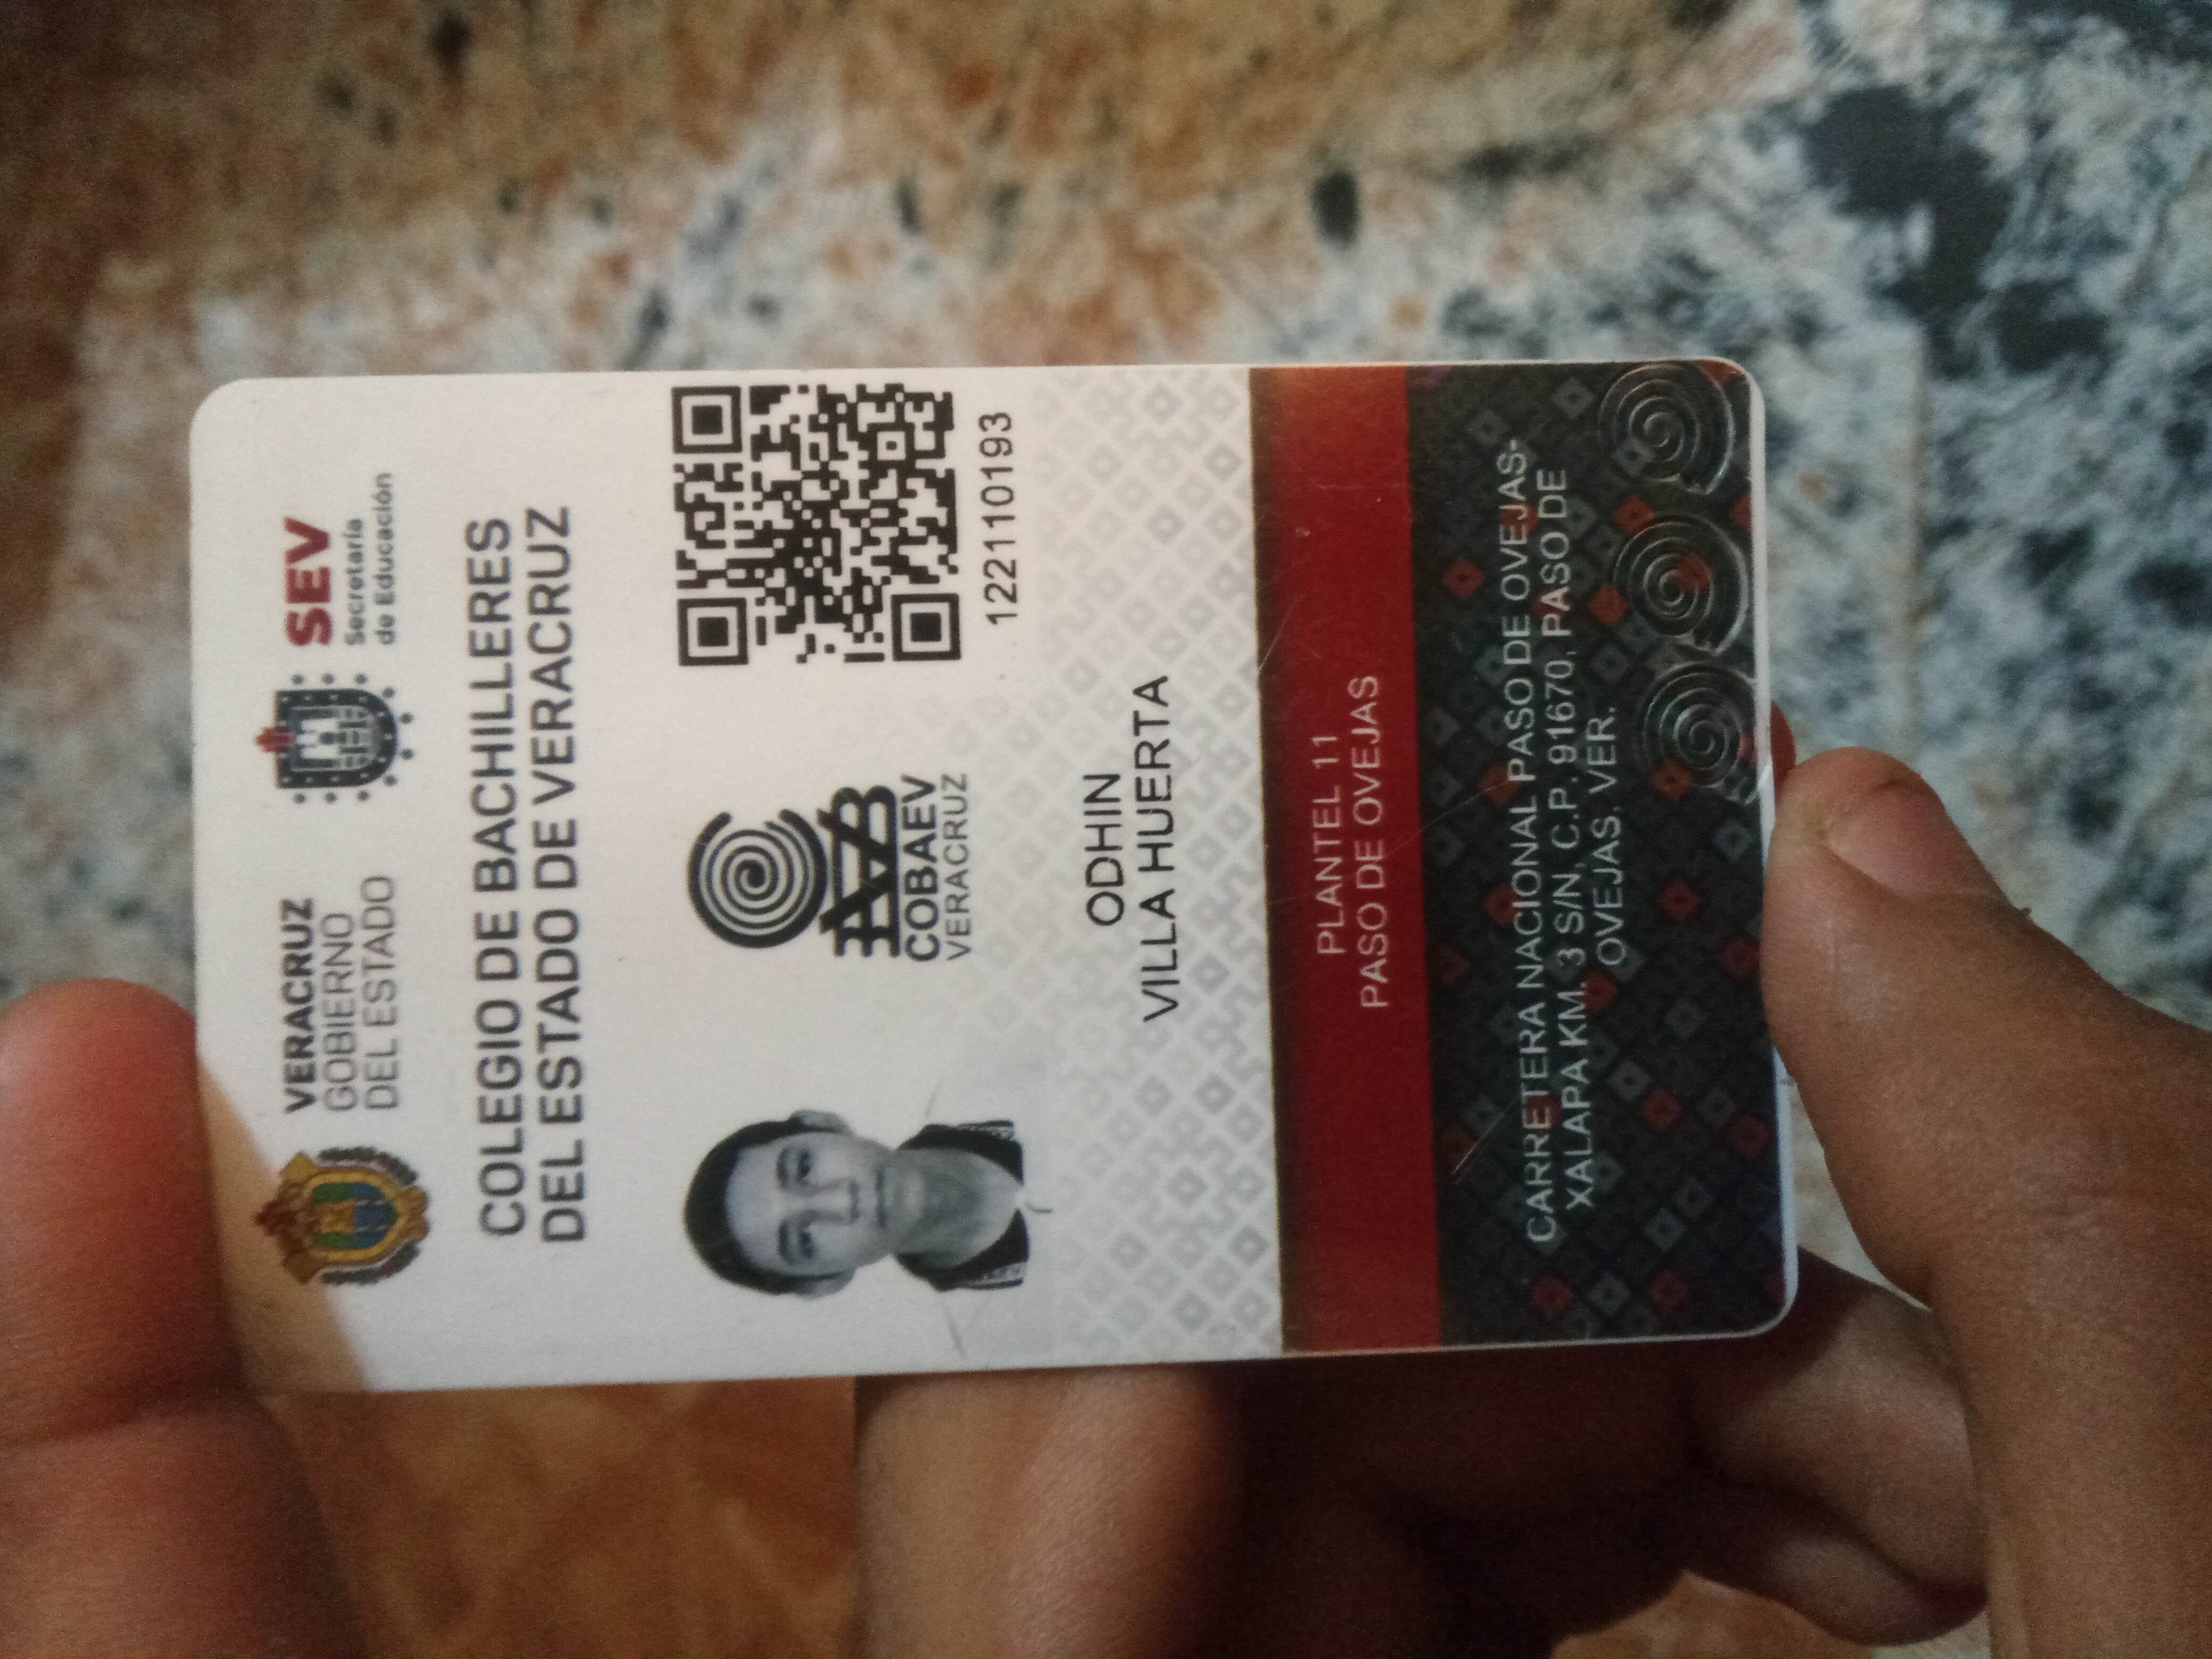 VERACRUZ
GOBIERNO
DEL ESTADO
SEV
Secretaría
de Educación
COLEGIO DE BACHILLERES
DEL ESTADO DE VERACRUZ
COBAEV
VERACRUZ
122110193
ODHIN
VILLA HUERTA
PLANTEL 11
PASO DE OVEJAS
CARRETERA NACIONAL PASO DE OVEJAS-
XALAPA KM. 3 S/N, C.P. 91670, PASO DE
OVEJAS. VER.